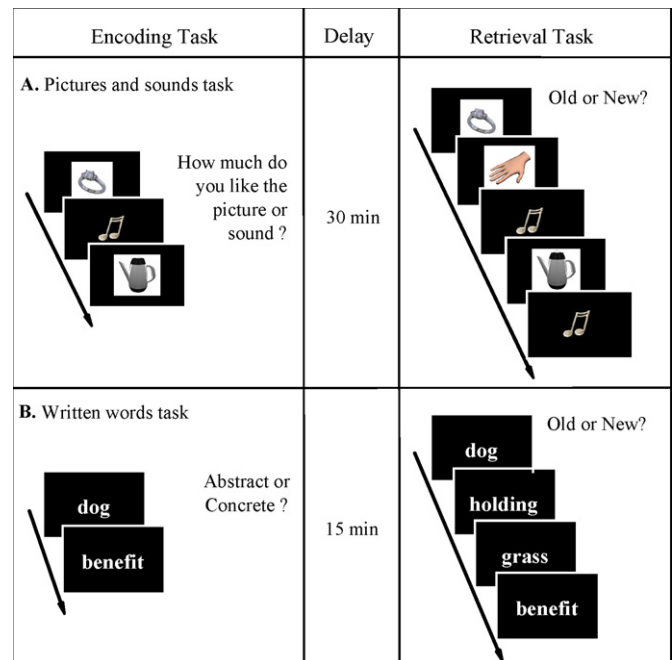 Encoding Task
Delay
Retrieval Task
A. Pictures and sounds task
How much do
you like the
picture or
sound ?
30 min
Old or New?
B. Written words task
Abstract or
Concrete ?
dog
benefit
15 min
Old or New?
dog
holding
grass
benefit